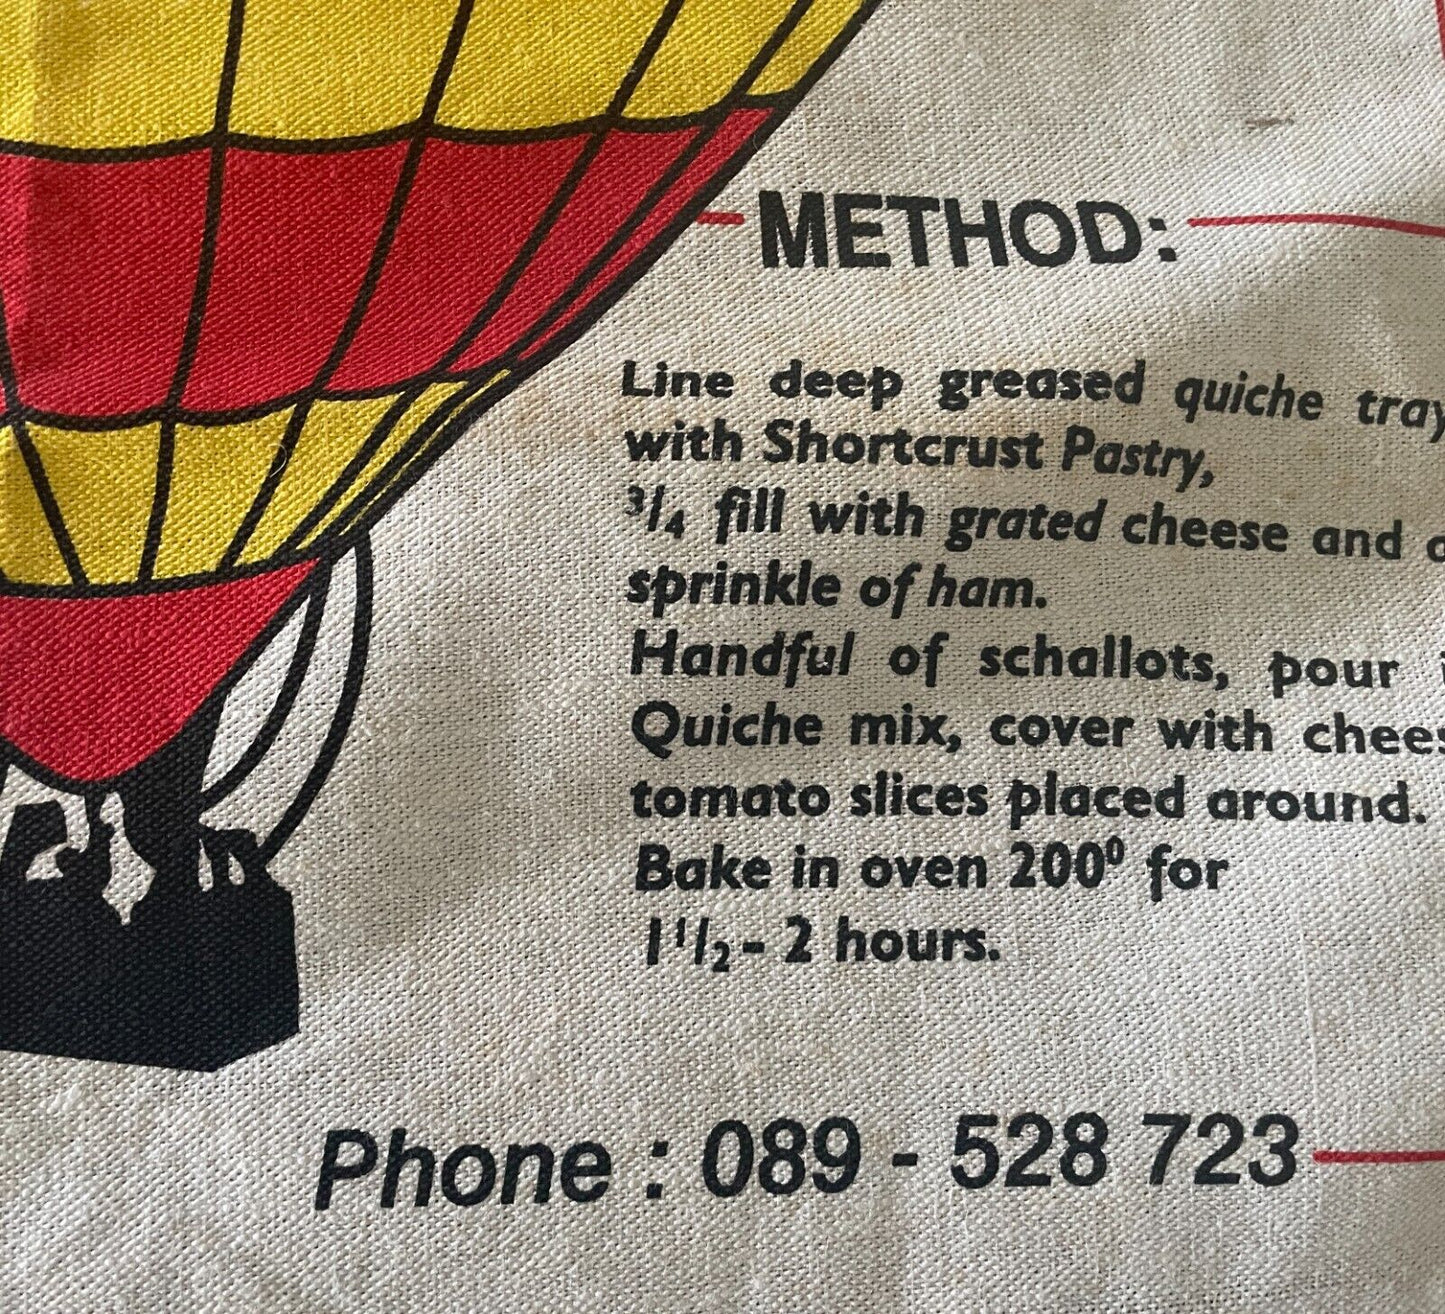 METHOD:
Line deep greased quiche tray
with Shortcrust Pastry,
3/4 fill with grated cheese and
sprinkle of ham.
Handful of schallots, pour
Quiche mix, cover with
tomato slices placed around.
Bake in oven 200⁰ for
1 1/2 - 2 hours.
Phone : 089 - 528 723